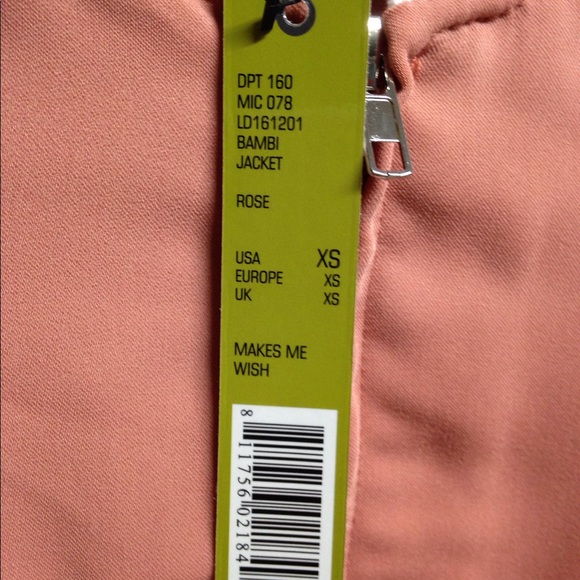 DPT 160
MIC 078
LD161201
BAMBI
JACKET
ROSE
USA XS
EUROPE XS
UK XS
MAKES ME
WISH
8 11756 02184